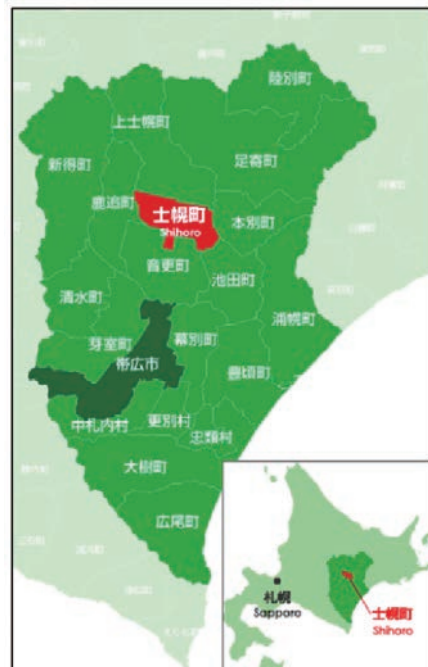 陸別町
上士幌町
足寄町
新得町
鹿追町
士幌町
Shihoro
本別町
音更町
池田町
清水町
浦幌町
芽室町
幕別町
帯広市
豊頃町
中札内村
更別村
忠類村
大樹町
広尾町
札幌
Sapporo
士幌町
Shihoro